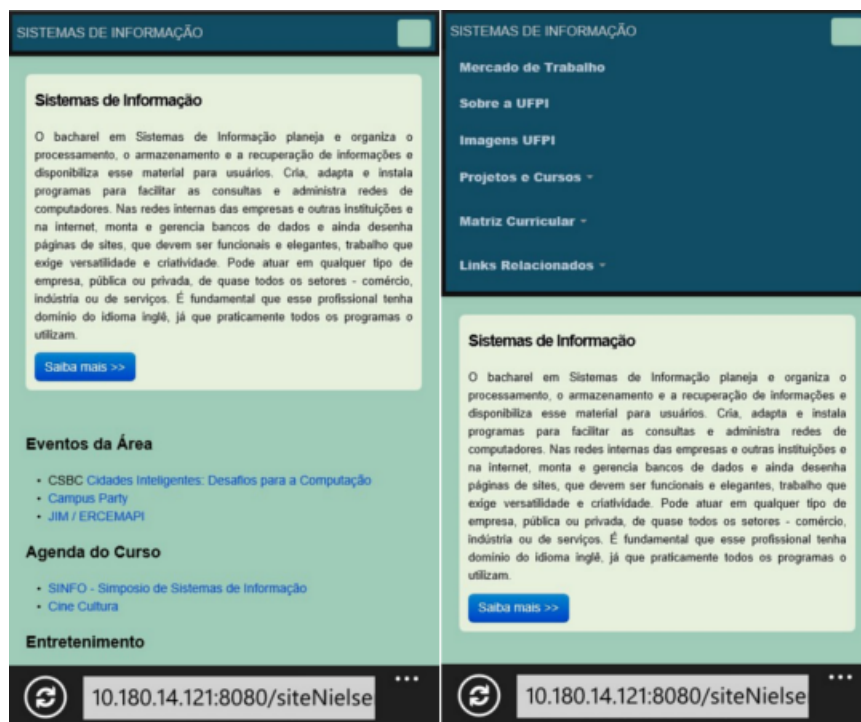 SISTEMAS DE INFORMAÇÃO
Sistemas de Informação
O bacharel em Sistemas de Informação planeja e organiza o
processamento, o armazenamento e a recuperação de informações e
disponibiliza esse material para usuários. Cria, adapta e instala
programas para facilitar as consultas e administra redes de
computadores. Nas redes internas das empresas e outras instituições e
na internet, monta e gerencia bancos de dados e ainda desenha
páginas de sites, que devem ser funcionais e elegantes, trabalho que
exige versatilidade e criatividade. Pode atuar em qualquer tipo de
empresa, pública ou privada, de quase todos os setores - comércio,
indústria ou de serviços. É fundamental que esse profissional tenha
domínio do idioma inglê, já que praticamente todos os programas o
utilizam.
Saiba mais >>
Eventos da Área
• CSBC Cidades Inteligentes: Desafios para a Computação
• Campus Party
• JIM / ERCEMAPI
Agenda do Curso
• SINFO - Simposio de Sistemas de Informação
• Cine Cultura
Entretenimento
10.180.14.121:8080/siteNielse
SISTEMAS DE INFORMAÇÃO
Mercado de Trabalho
Sobre a UFPI
Imagens UFPI
Projetos e Cursos
Matriz Curricular
Links Relacionados
Sistemas de Informação
O bacharel em Sistemas de Informação planeja e organiza o
processamento, o armazenamento e a recuperação de informações e
disponibiliza esse material para usuários. Cria, adapta e instala
programas para facilitar as consultas e administra redes de
computadores. Nas redes internas das empresas e outras instituições e
na internet, monta e gerencia bancos de dados e ainda desenha
páginas de sites, que devem ser funcionais e elegantes, trabalho que
exige versatilidade e criatividade. Pode atuar em qualquer tipo de
empresa, pública ou privada, de quase todos os setores - comércio,
indústria ou de serviços. É fundamental que esse profissional tenha
domínio do idioma inglê, já que praticamente todos os programas o
utilizam.
Saiba mais >>
10.180.14.121:8080/siteNielse